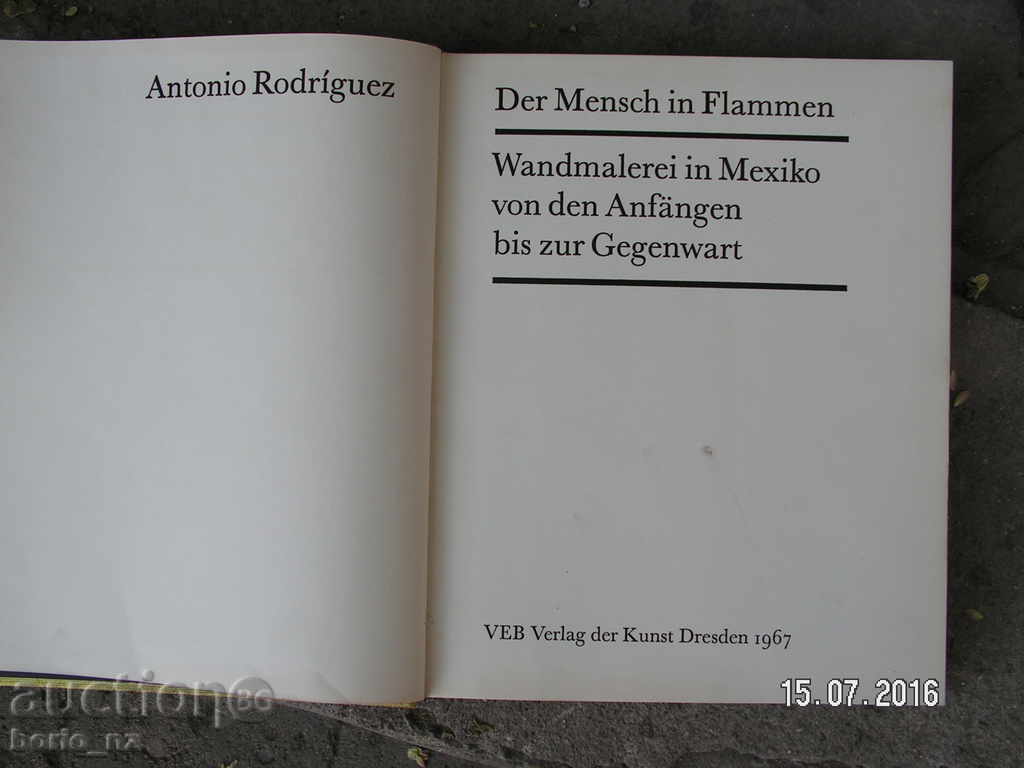 Antonio Rodríguez
Der Mensch in Flammen
Wandmalerei in Mexiko
von den Anfängen
bis zur Gegenwart
VEB Verlag der Kunst Dresden 1967
15.07.2016
auction.bg
borio_nz